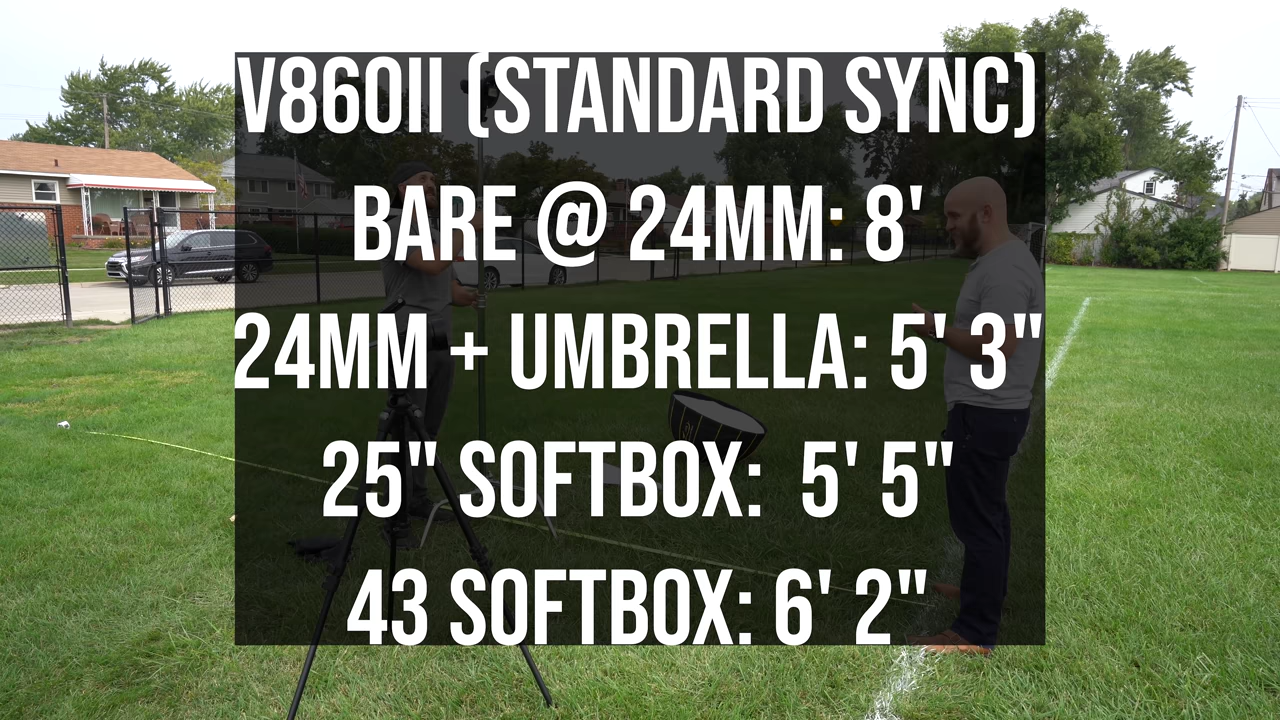 V860II (STANDARD SYNC)
BARE @ 24MM: 8'
24MM + UMBRELLA: 5' 3"
25" SOFTBOX: 5' 5"
43 SOFTBOX: 6' 2"